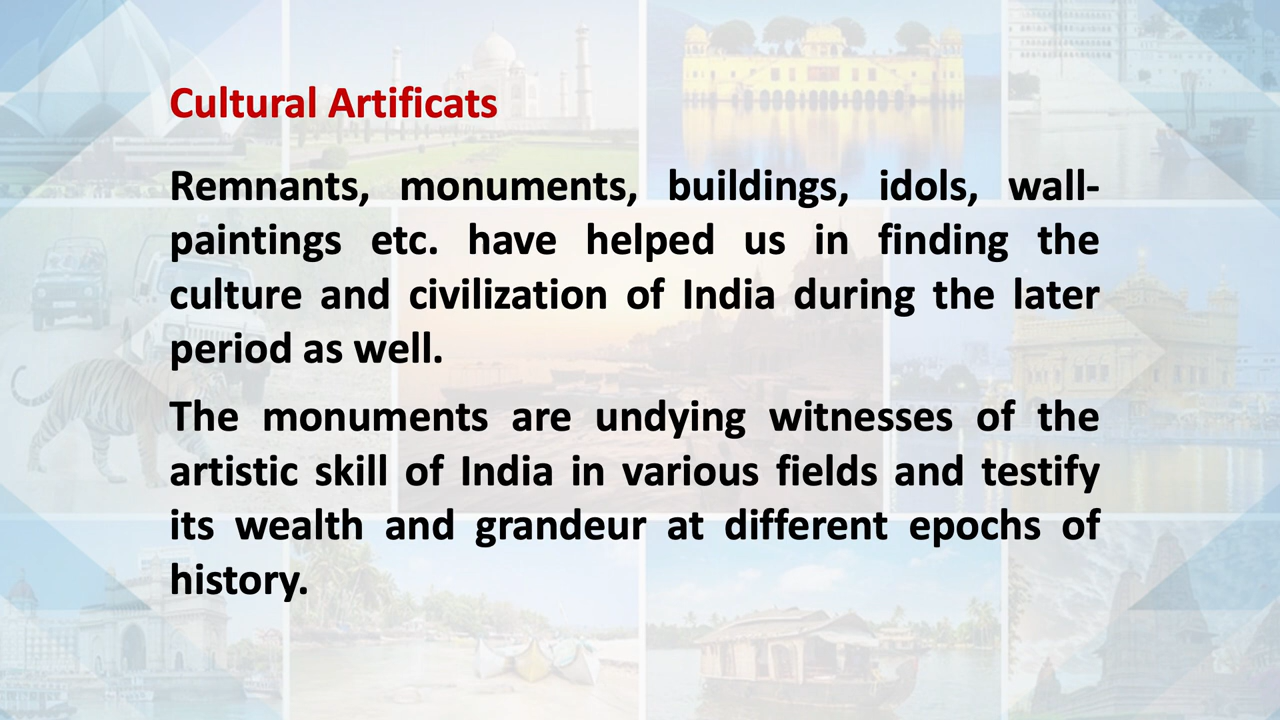 Cultural Artificats
Remnants, monuments, buildings, idols, wall-
paintings etc. have helped us in finding the
culture and civilization of India during the later
period as well.
The monuments are undying witnesses of the
artistic skill of India in various fields and testify
its wealth and grandeur at different epochs of
history.